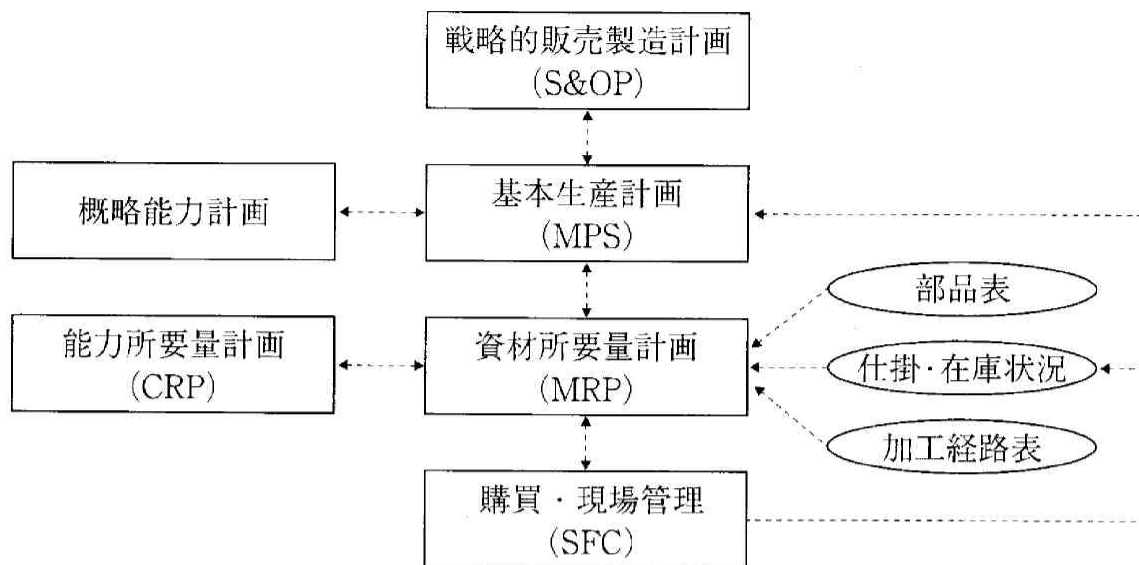 戦略的販売製造計画
(S&OP)
概略能力計画
基本生産計画
(MPS)
部品表
能力所要量計画
(CRP)
資材所要量計画
(MRP)
仕掛・在庫状況
加工経路表
購買・現場管理
(SFC)